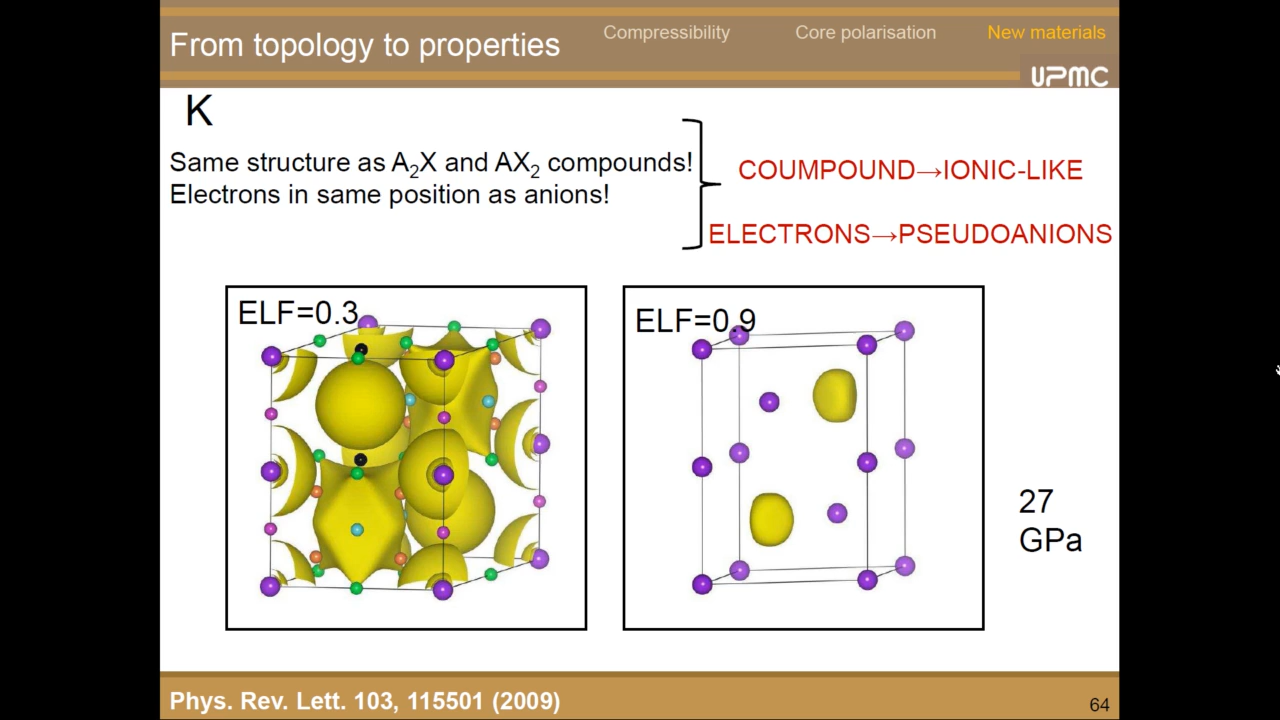 From topology to properties
Compressibility
Core polarisation
New materials
UPMC
K
Same structure as A₂X and AX₂ compounds!
Electrons in same position as anions!
COUMPOUND→IONIC-LIKE
ELECTRONS→PSEUDOANIONS
ELF=0.3
ELF=0.9
27
GPa
Phys. Rev. Lett. 103, 115501 (2009)
64